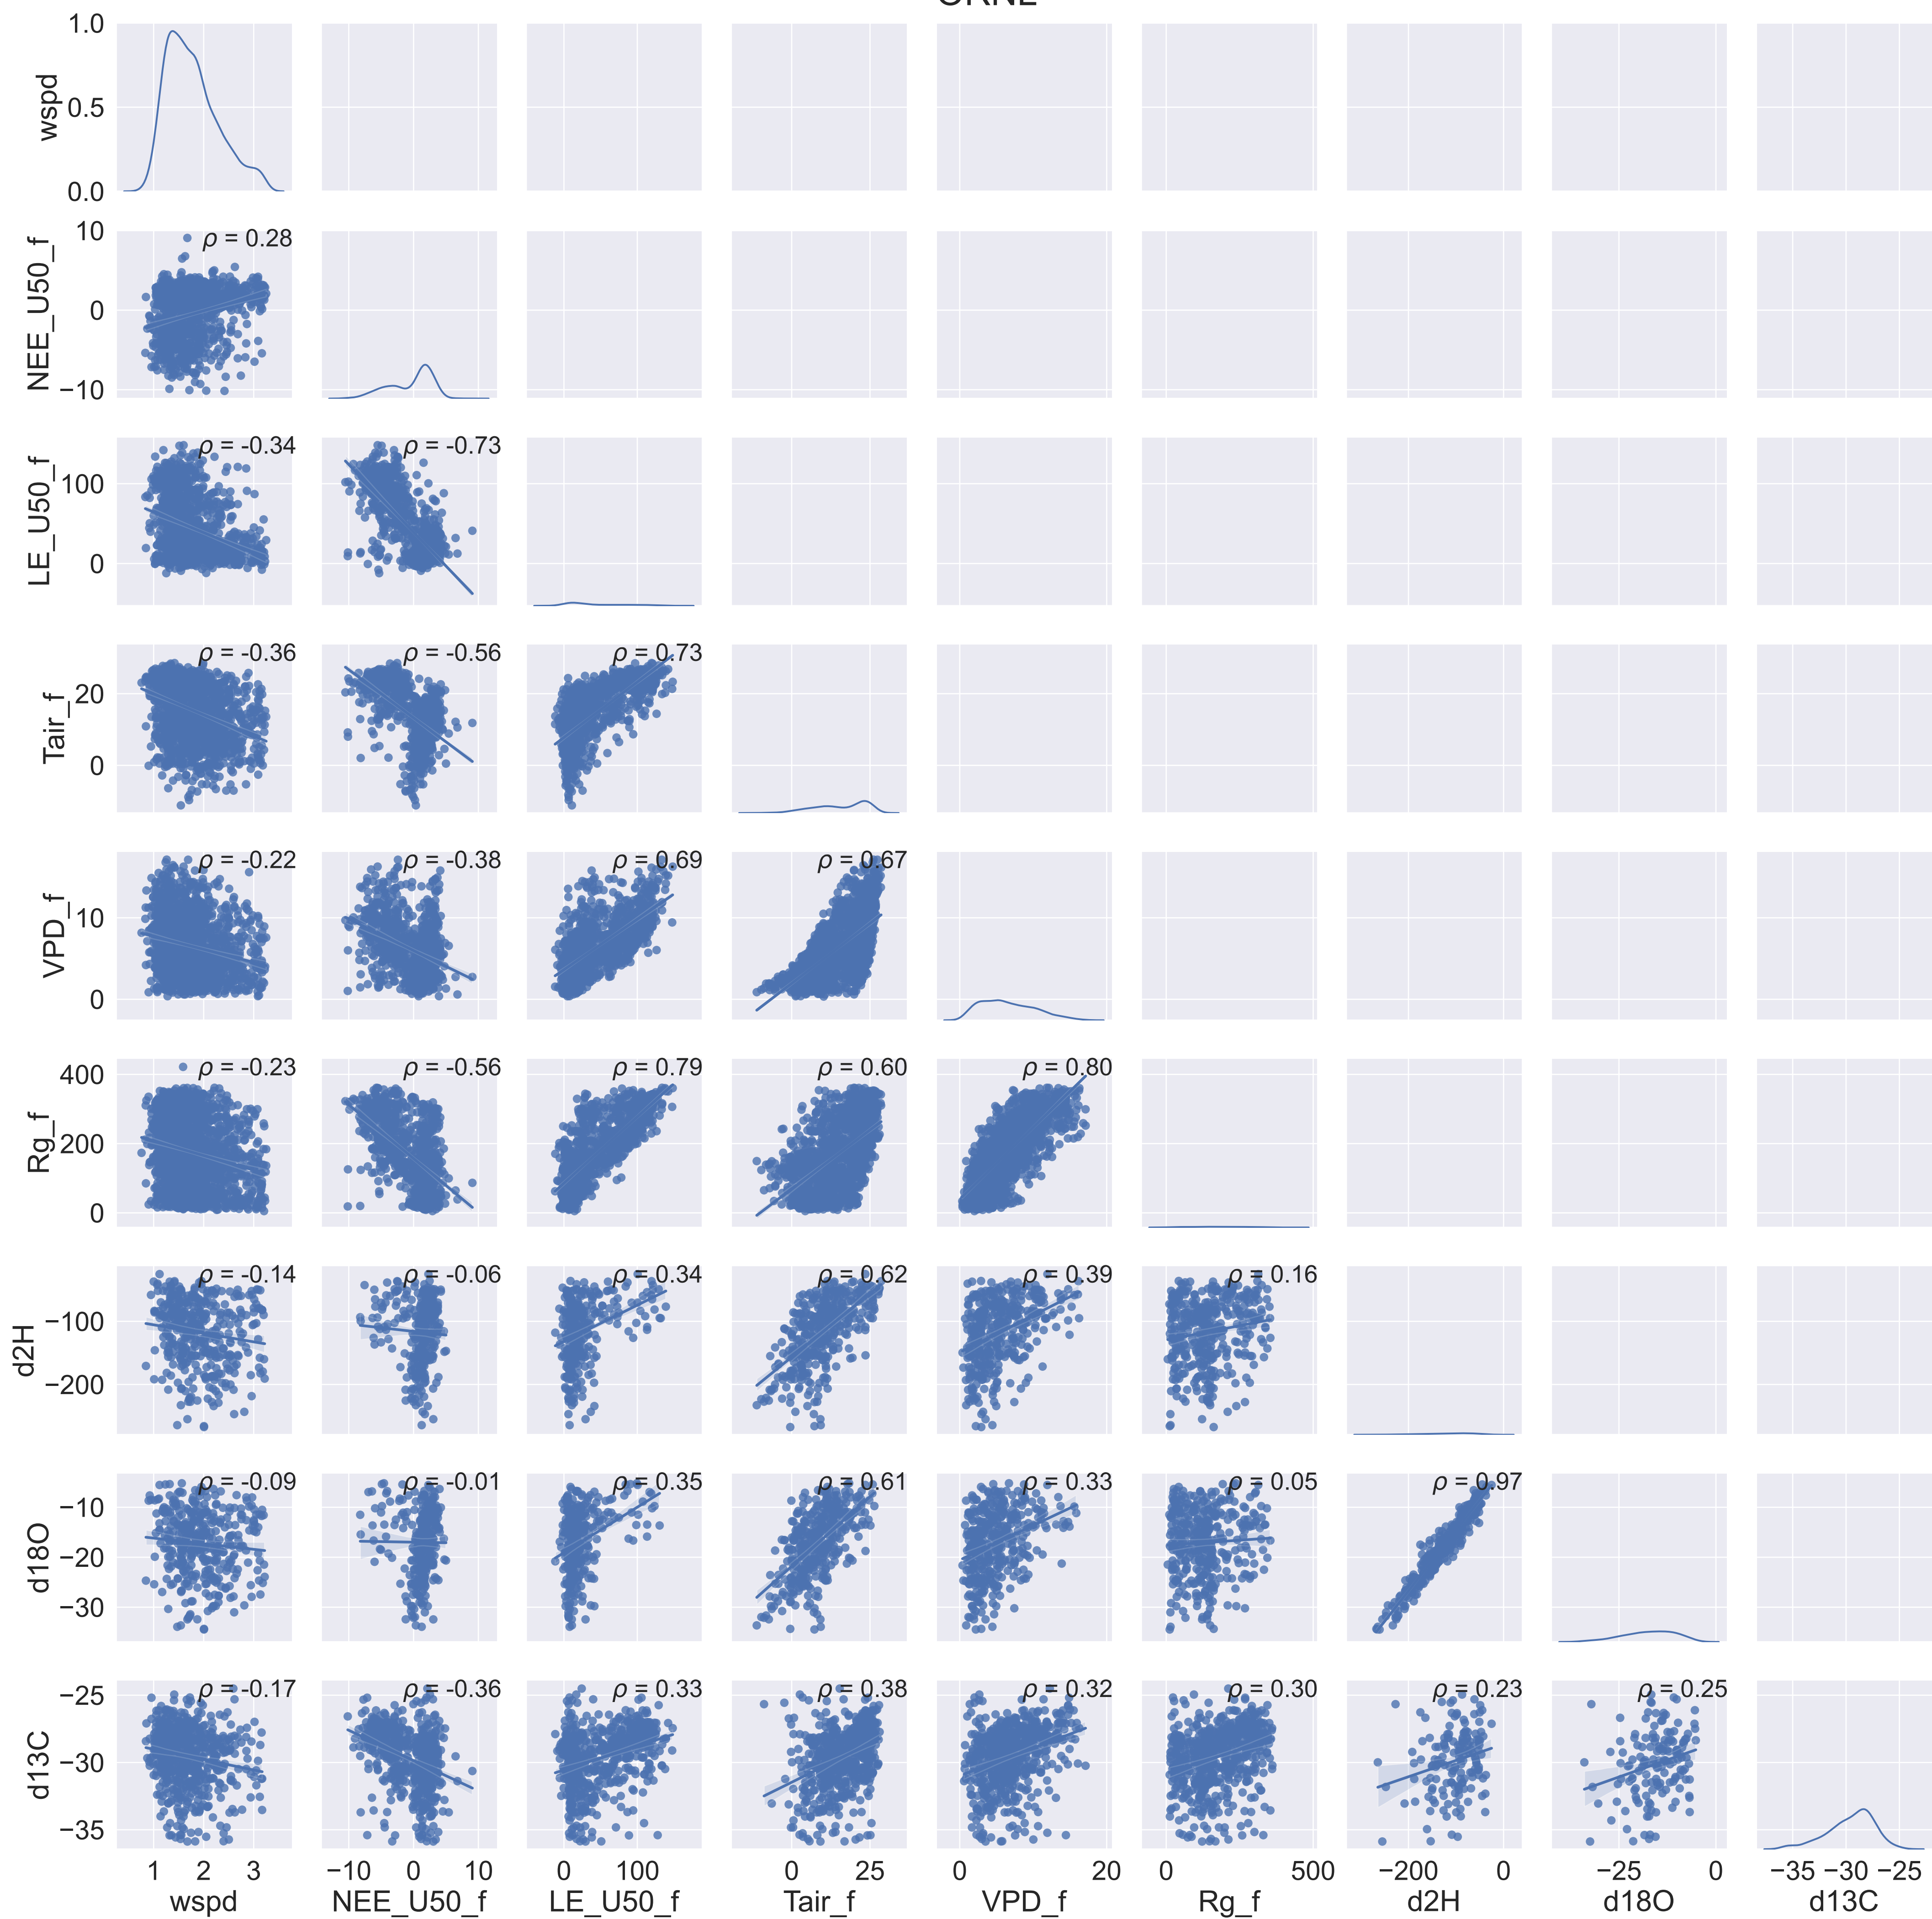 1.0
0.5
0.0
wspd
10
0
−10
NEE_U50_f
ρ = 0.28
100
0
LE_U50_f
ρ = -0.34
ρ = -0.73
20
0
Tair_f
ρ = -0.36
ρ = -0.56
ρ = 0.73
10
0
VPD_f
ρ = -0.22
ρ = -0.38
ρ = 0.69
ρ = 0.67
400
200
0
Rg_f
ρ = -0.23
ρ = -0.56
ρ = 0.79
ρ = 0.60
ρ = 0.80
−100
−200
d2H
ρ = -0.14
ρ = -0.06
ρ = 0.34
ρ = 0.62
ρ = 0.39
ρ = 0.16
−10
−20
−30
d18O
ρ = -0.09
ρ = -0.01
ρ = 0.35
ρ = 0.61
ρ = 0.33
ρ = 0.05
ρ = 0.97
−25
−30
−35
d13C
ρ = -0.17
ρ = -0.36
ρ = 0.33
ρ = 0.38
ρ = 0.32
ρ = 0.30
ρ = 0.23
ρ = 0.25
1 2 3
−10 0 10
0 100
0 25
0 20
0 500
−200 0
−25 0
−35 −30 −25
wspd
NEE_U50_f
LE_U50_f
Tair_f
VPD_f
Rg_f
d2H
d18O
d13C